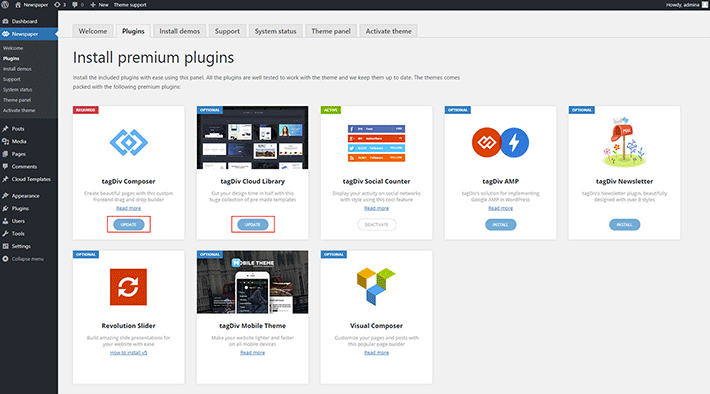 Newspaper 3 0 New Theme support Howdy, admina
Dashboard
Newspaper
Welcome
Plugins
Install demos
Support
System status
Theme panel
Activate theme
Posts
Media
Pages
Comments
Cloud Templates
Appearance
Plugins
Users
Tools
Settings
Collapse menu
Welcome Plugins Install demos Support System status Theme panel Activate theme
Install premium plugins
Install the included plugins with ease using this panel. All the plugins are well tested to work with the theme and we keep them up to date. The themes comes
packed with the following premium plugins:
REQUIRED
tagDiv Composer
Create beautiful pages with this custom
frontend drag and drop builder
Read more
UPDATE
OPTIONAL
tagDiv Cloud Library
Cut your design time in half with this
huge collection of pre made templates
Read more
UPDATE
ACTIVE
tagDiv Social Counter
Display your activity on social networks
with style using this cool feature
Read more
DEACTIVATE
OPTIONAL
tagDiv AMP
tagDiv's solution for implementing
Google AMP in WordPress
Read more
INSTALL
OPTIONAL
tagDiv Newsletter
tagDiv's Newsletter plugin, beautifully
designed with over 8 styles
INSTALL
OPTIONAL
Revolution Slider
Build amazing slide presentations for
your website with ease
How to install v5
OPTIONAL
MOBILE THEME
tagDiv Mobile Theme
Make your website lighter and faster
on all mobile devices
Read more
OPTIONAL
Visual Composer
Customize your pages and posts with
this popular page builder
Read more